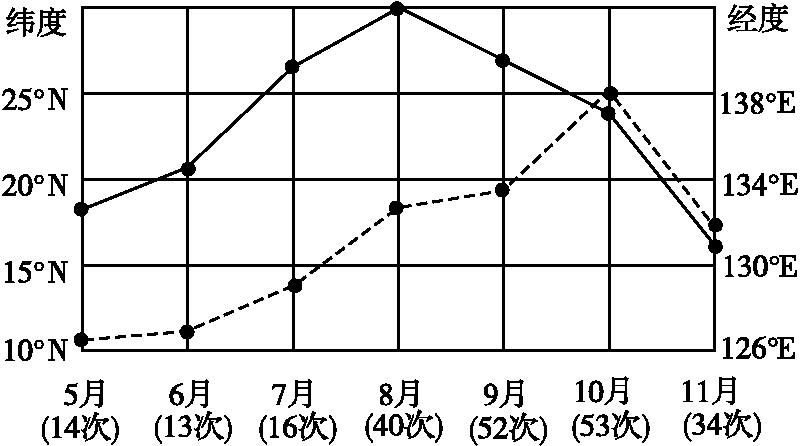 纬度 经度
25°N 138°E
20°N 134°E
15°N 130°E
10°N 126°E
5月 6月 7月 8月 9月 10月 11月
(14次) (13次) (16次) (40次) (52次) (53次) (34次)